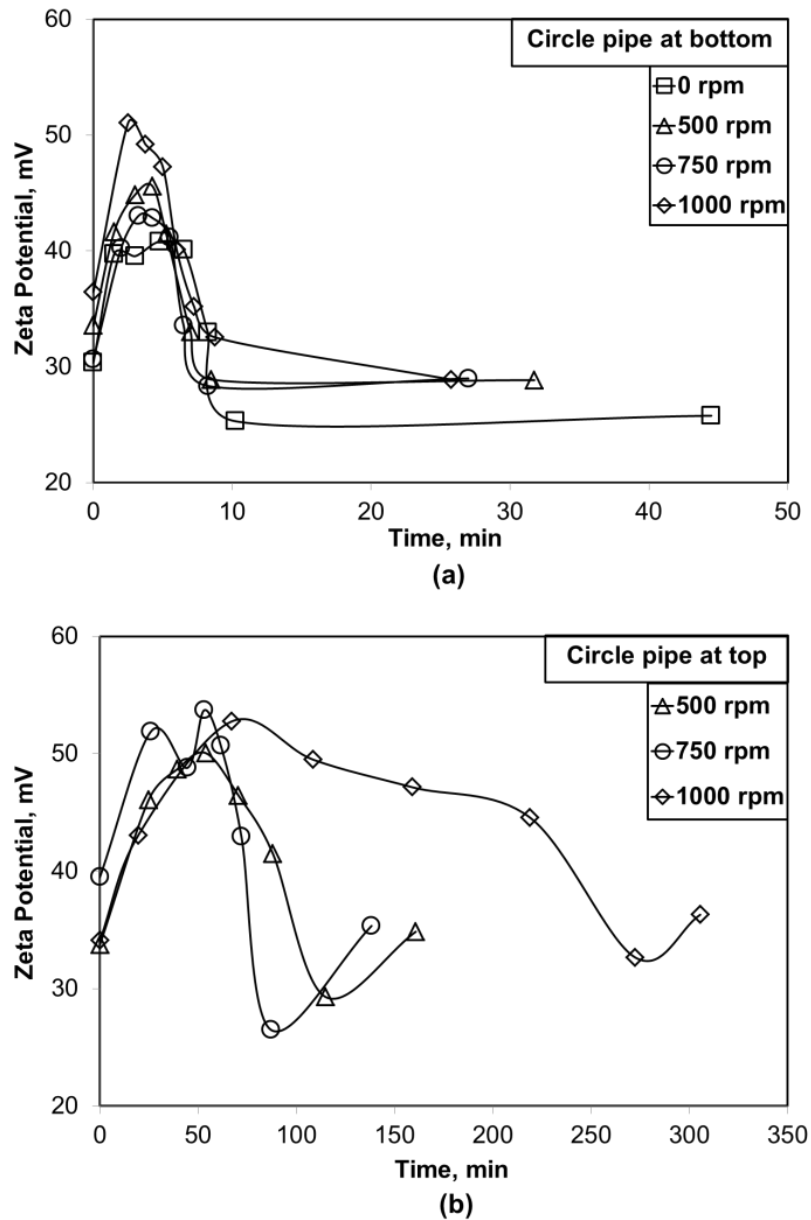 60
50
40
30
20
Zeta Potential, mV
Circle pipe at bottom
0 rpm
500 rpm
750 rpm
1000 rpm
0
10
20
30
40
50
Time, min
(a)
60
50
40
30
20
Zeta Potential, mV
Circle pipe at top
500 rpm
750 rpm
1000 rpm
0
50
100
150
200
250
300
350
Time, min
(b)